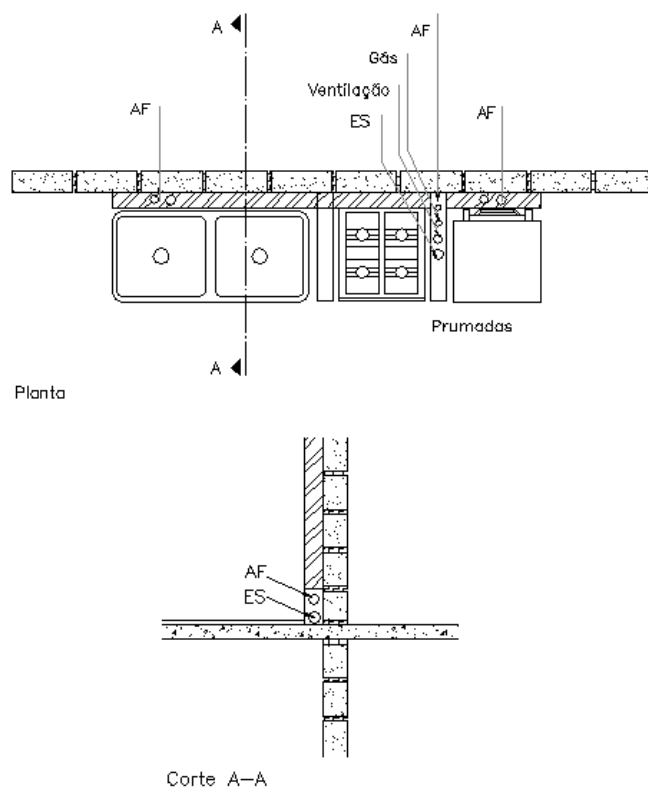 A
AF
Gás
Ventilação
ES
AF
AF
Prumadas
A
Planta
AF
ES
Corte A-A